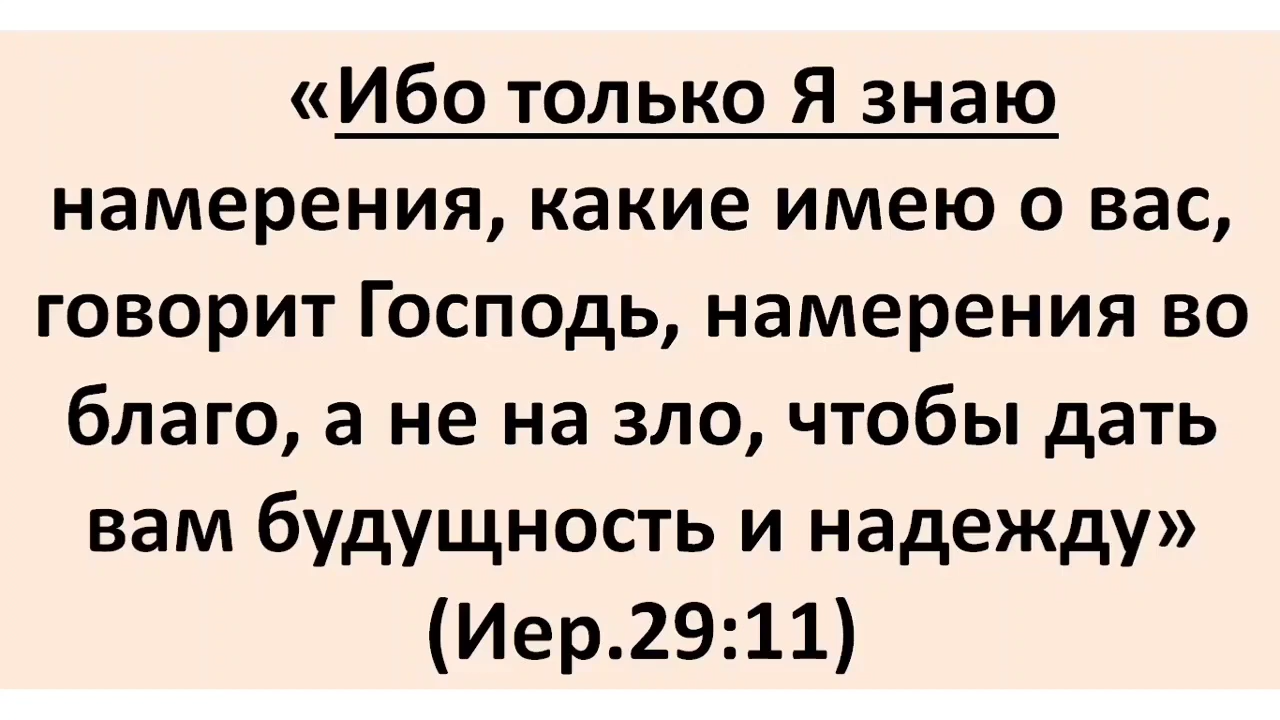 «Ибо только Я знаю
намерения, какие имею о вас,
говорит Господь, намерения во
благо, а не на зло, чтобы дать
вам будущность и надежду»
(Иер.29:11)